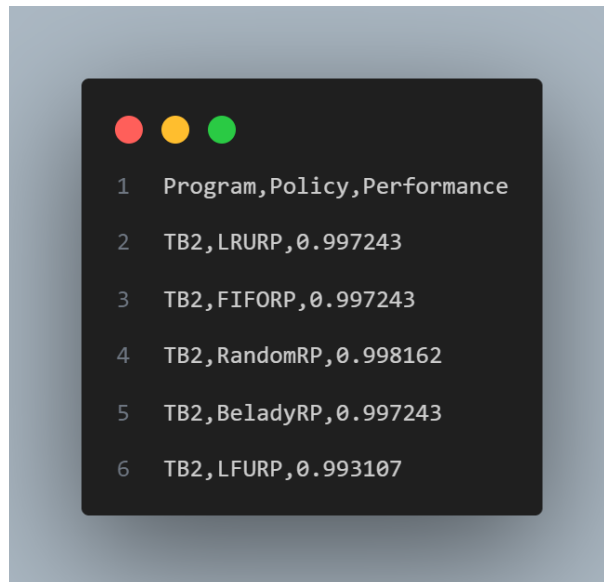 1 Program,Policy,Performance
2 TB2,LRURP,0.997243
3 TB2,FIFORP,0.997243
4 TB2,RandomRP,0.998162
5 TB2,BeladyRP,0.997243
6 TB2,LFURP,0.993107